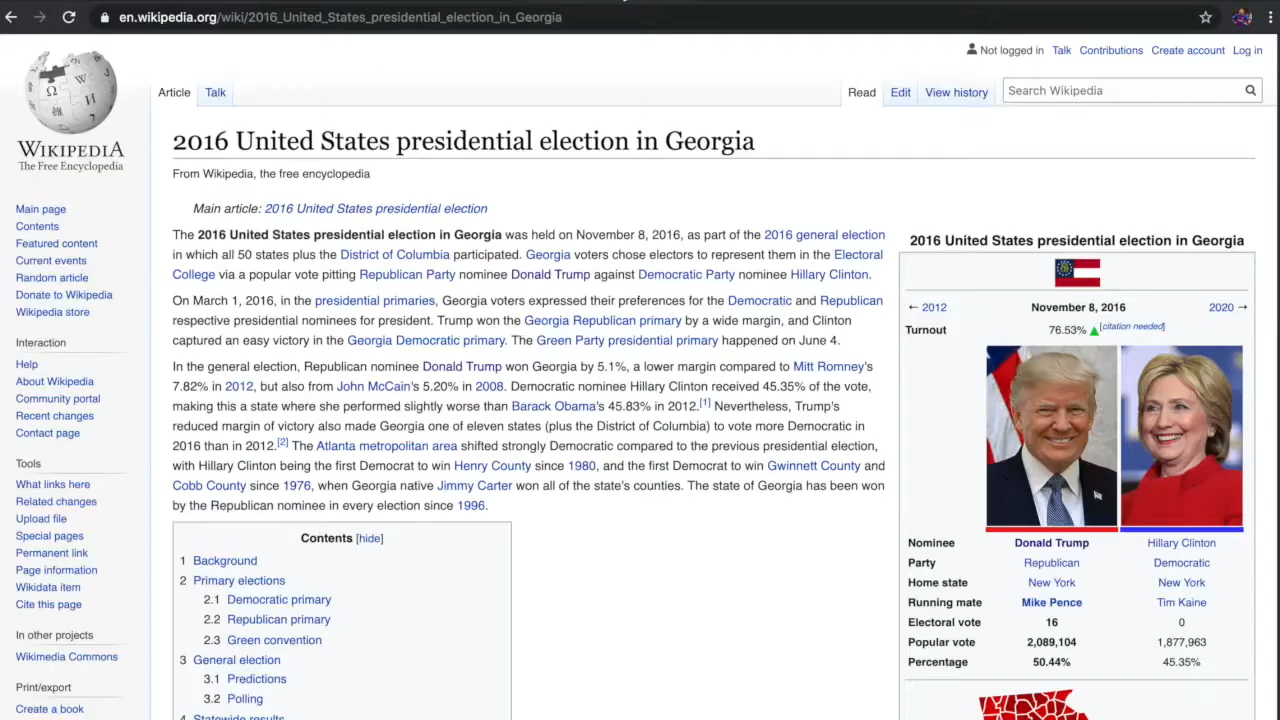 en.wikipedia.org/wiki/2016_United_States_presidential_election_in_Georgia
Not logged in Talk Contributions Create account Log in
Article Talk Read Edit View history Search Wikipedia
WIKIPEDIA
The Free Encyclopedia
Main page
Contents
Featured content
Current events
Random article
Donate to Wikipedia
Wikipedia store
Interaction
Help
About Wikipedia
Community portal
Recent changes
Contact page
Tools
What links here
Related changes
Upload file
Special pages
Permanent link
Page information
Wikidata item
Cite this page
In other projects
Wikimedia Commons
Print/export
Create a book
2016 United States presidential election in Georgia
From Wikipedia, the free encyclopedia
Main article: 2016 United States presidential election
The 2016 United States presidential election in Georgia was held on November 8, 2016, as part of the 2016 general election
in which all 50 states plus the District of Columbia participated. Georgia voters chose electors to represent them in the Electoral
College via a popular vote pitting Republican Party nominee Donald Trump against Democratic Party nominee Hillary Clinton.
On March 1, 2016, in the presidential primaries, Georgia voters expressed their preferences for the Democratic and Republican
respective presidential nominees for president. Trump won the Georgia Republican primary by a wide margin, and Clinton
captured an easy victory in the Georgia Democratic primary. The Green Party presidential primary happened on June 4.
In the general election, Republican nominee Donald Trump won Georgia by 5.1%, a lower margin compared to Mitt Romney's
7.82% in 2012, but also from John McCain's 5.20% in 2008. Democratic nominee Hillary Clinton received 45.35% of the vote,
making this a state where she performed slightly worse than Barack Obama's 45.83% in 2012.[1] Nevertheless, Trump's
reduced margin of victory also made Georgia one of eleven states (plus the District of Columbia) to vote more Democratic in
2016 than in 2012.[2] The Atlanta metropolitan area shifted strongly Democratic compared to the previous presidential election,
with Hillary Clinton being the first Democrat to win Henry County since 1980, and the first Democrat to win Gwinnett County and
Cobb County since 1976, when Georgia native Jimmy Carter won all of the state's counties. The state of Georgia has been won
by the Republican nominee in every election since 1996.
Contents [hide]
1 Background
2 Primary elections
2.1 Democratic primary
2.2 Republican primary
2.3 Green convention
3 General election
3.1 Predictions
3.2 Polling
4 Statewide results
2016 United States presidential election in Georgia
← 2012 November 8, 2016 2020 →
Turnout 76.53% ▲[citation needed]
Nominee Donald Trump Hillary Clinton
Party Republican Democratic
Home state New York New York
Running mate Mike Pence Tim Kaine
Electoral vote 16 0
Popular vote 2,089,104 1,877,963
Percentage 50.44% 45.35%